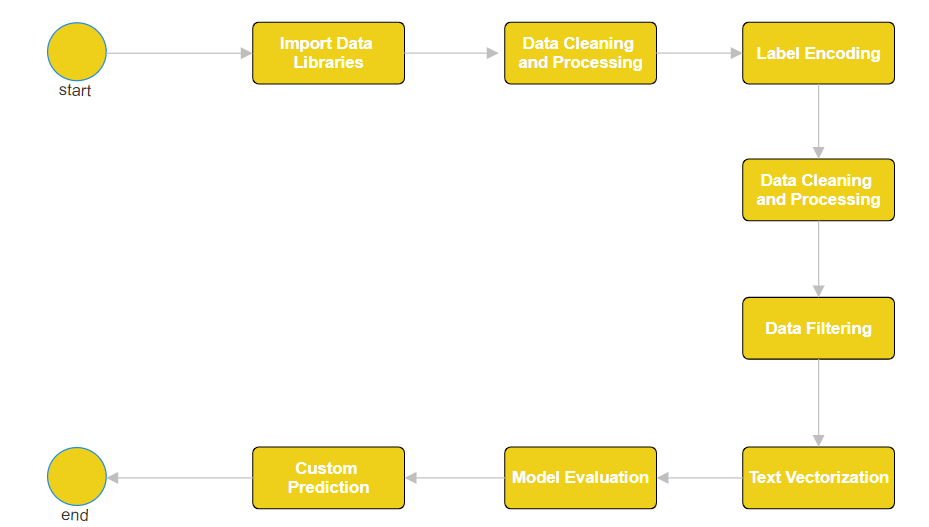 start
Import Data
Libraries
Data Cleaning
and Processing
Label Encoding
Data Cleaning
and Processing
Data Filtering
Text Vectorization
Model Evaluation
Custom
Prediction
end